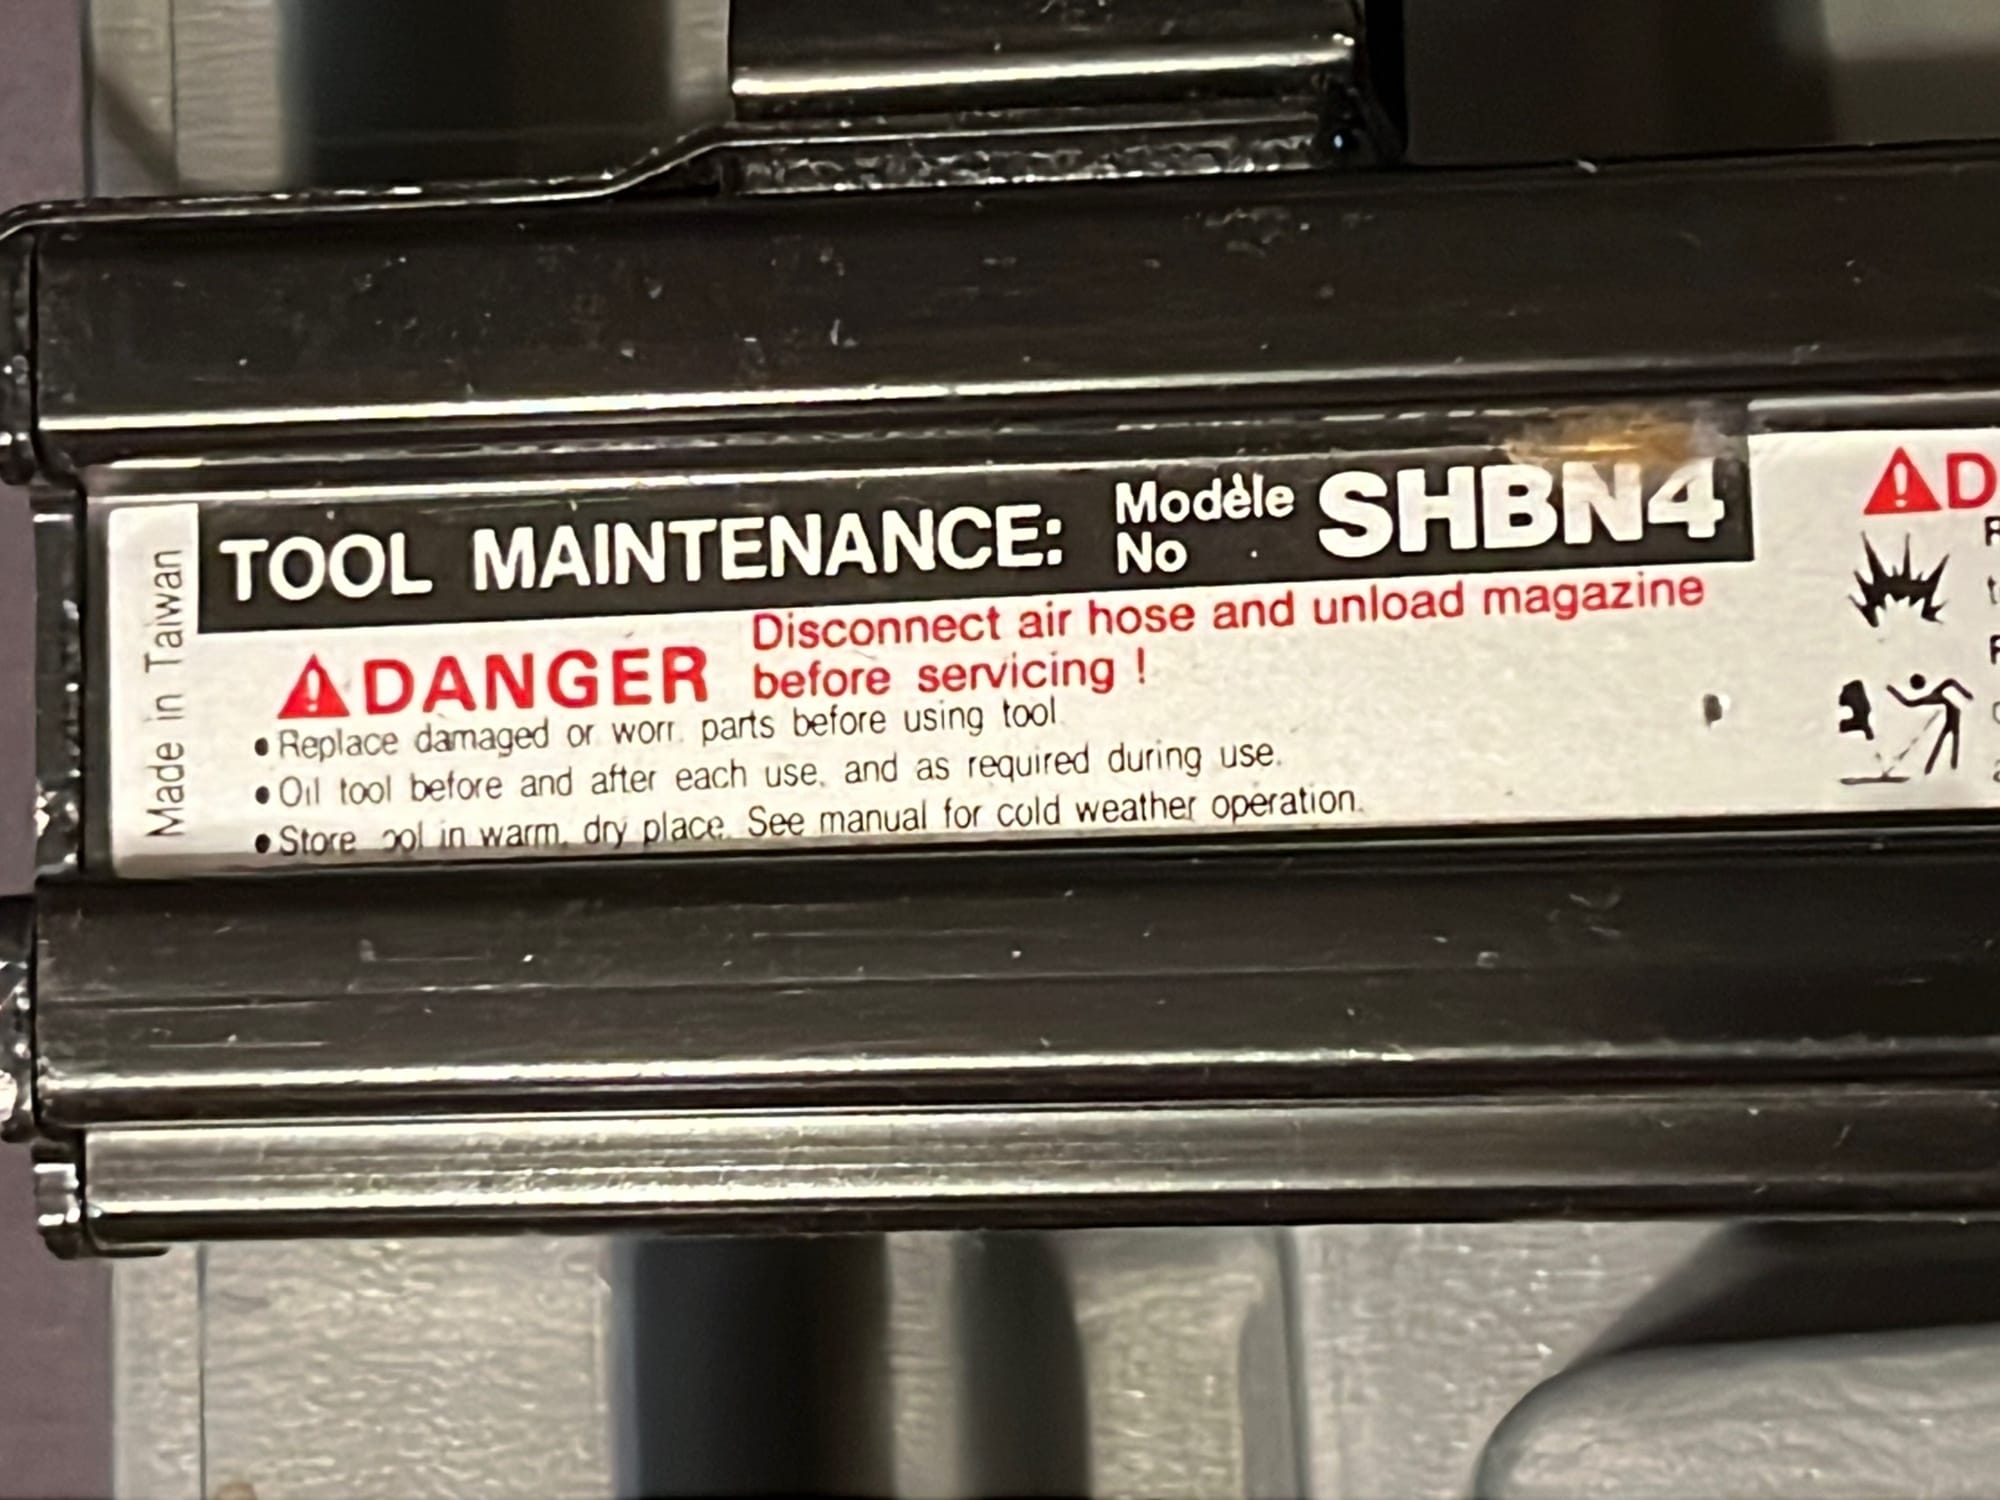 Made in Taiwan
TOOL MAINTENANCE: Modèle No SHBN4
DANGER Disconnect air hose and unload magazine
before servicing !
• Replace damaged or worr parts before using tool.
• Oil tool before and after each use, and as required during use.
• Store ool in warm, dry place. See manual for cold weather operation.
D